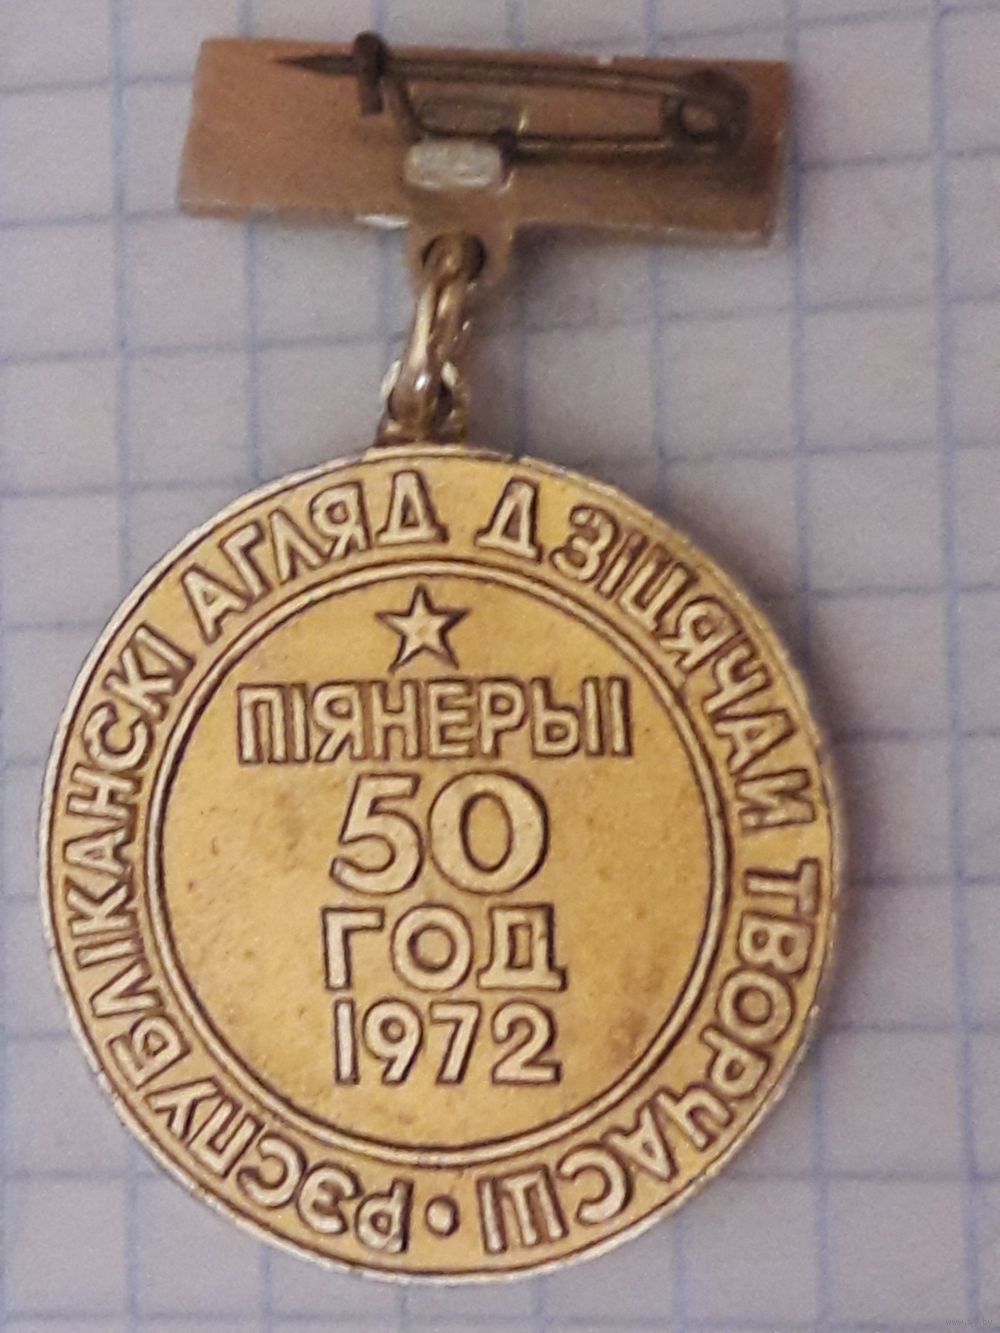 РЭСПУБЛІКАНСКІ АГЛЯД ДЗІЦЯЧАЙ ТВОРЧАСЦІ •
ПІЯНЕРЫІ
50
ГОД
1972